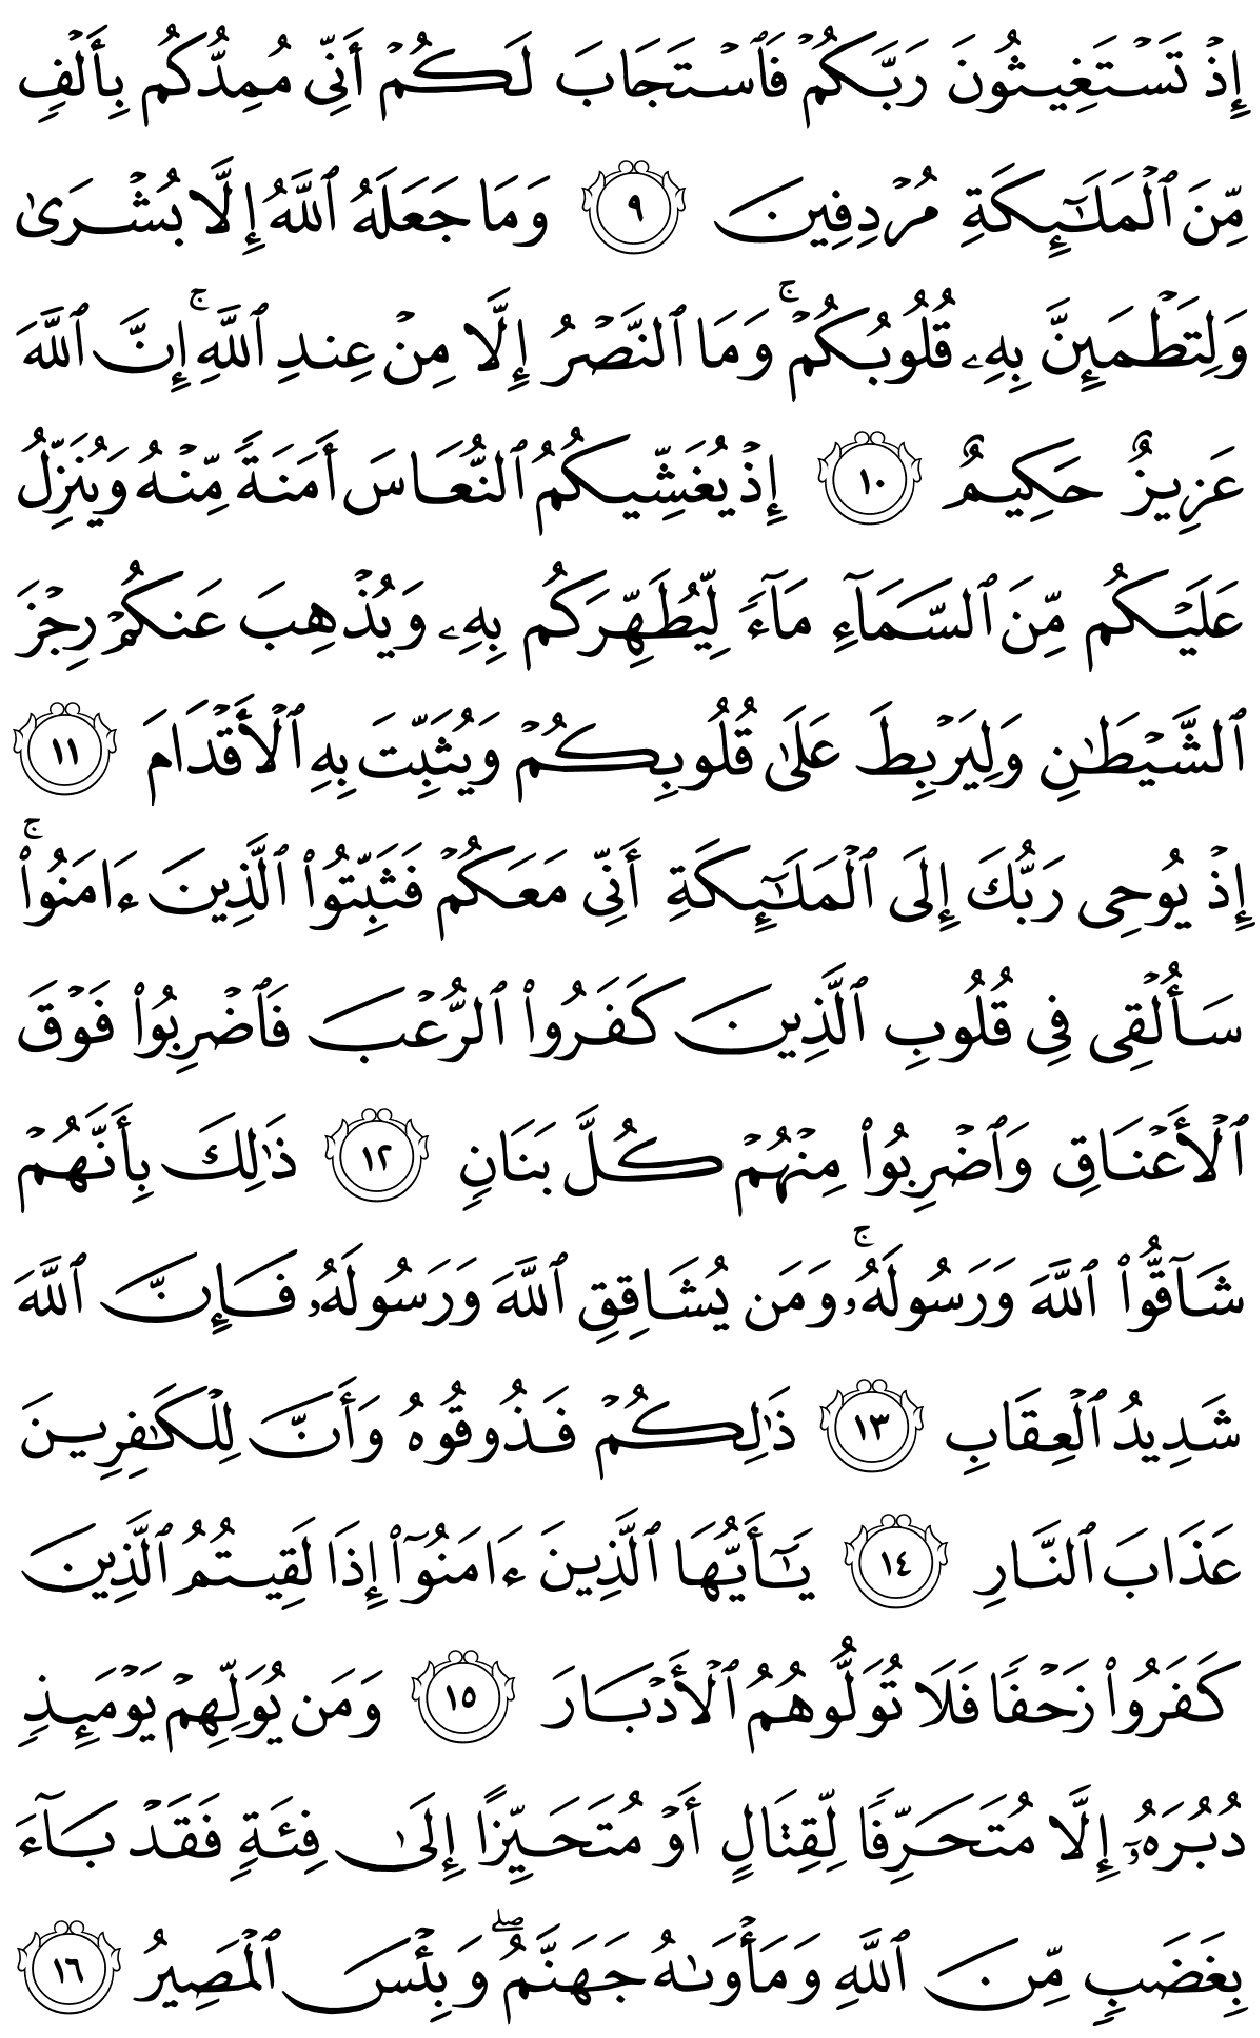 إِذۡ تَسۡتَغِيثُونَ رَبَّكُمۡ فَٱسۡتَجَابَ لَكُمۡ أَنِّي مُمِدُّكُم بِأَلۡفٖ
مِّنَ ٱلۡمَلَٰٓئِكَةِ مُرۡدِفِينَ ٩ وَمَا جَعَلَهُ ٱللَّهُ إِلَّا بُشۡرَىٰ
وَلِتَطۡمَئِنَّ بِهِۦ قُلُوبُكُمۡۚ وَمَا ٱلنَّصۡرُ إِلَّا مِنۡ عِندِ ٱللَّهِۚ إِنَّ ٱللَّهَ
عَزِيزٌ حَكِيمٌ ١٠ إِذۡ يُغَشِّيكُمُ ٱلنُّعَاسَ أَمَنَةٗ مِّنۡهُ وَيُنَزِّلُ
عَلَيۡكُم مِّنَ ٱلسَّمَآءِ مَآءٗ لِّيُطَهِّرَكُم بِهِۦ وَيُذۡهِبَ عَنكُمۡ رِجۡزَ
ٱلشَّيۡطَٰنِ وَلِيَرۡبِطَ عَلَىٰ قُلُوبِكُمۡ وَيُثَبِّتَ بِهِ ٱلۡأَقۡدَامَ ١١
إِذۡ يُوحِي رَبُّكَ إِلَى ٱلۡمَلَٰٓئِكَةِ أَنِّي مَعَكُمۡ فَثَبِّتُواْ ٱلَّذِينَ ءَامَنُواْۚ
سَأُلۡقِي فِي قُلُوبِ ٱلَّذِينَ كَفَرُواْ ٱلرُّعۡبَ فَٱضۡرِبُواْ فَوۡقَ
ٱلۡأَعۡنَاقِ وَٱضۡرِبُواْ مِنۡهُمۡ كُلَّ بَنَانٖ ١٢ ذَٰلِكَ بِأَنَّهُمۡ
شَآقُّواْ ٱللَّهَ وَرَسُولَهُۥۚ وَمَن يُشَاقِقِ ٱللَّهَ وَرَسُولَهُۥ فَإِنَّ ٱللَّهَ
شَدِيدُ ٱلۡعِقَابِ ١٣ ذَٰلِكُمۡ فَذُوقُوهُ وَأَنَّ لِلۡكَٰفِرِينَ
عَذَابَ ٱلنَّارِ ١٤ يَٰٓأَيُّهَا ٱلَّذِينَ ءَامَنُوٓاْ إِذَا لَقِيتُمُ ٱلَّذِينَ
كَفَرُواْ زَحۡفٗا فَلَا تُوَلُّوهُمُ ٱلۡأَدۡبَارَ ١٥ وَمَن يُوَلِّهِمۡ يَوۡمَئِذٖ
دُبُرَهُۥٓ إِلَّا مُتَحَرِّفٗا لِّقِتَالٍ أَوۡ مُتَحَيِّزًا إِلَىٰ فِئَةٖ فَقَدۡ بَآءَ
بِغَضَبٖ مِّنَ ٱللَّهِ وَمَأۡوَىٰهُ جَهَنَّمُۖ وَبِئۡسَ ٱلۡمَصِيرُ ١٦